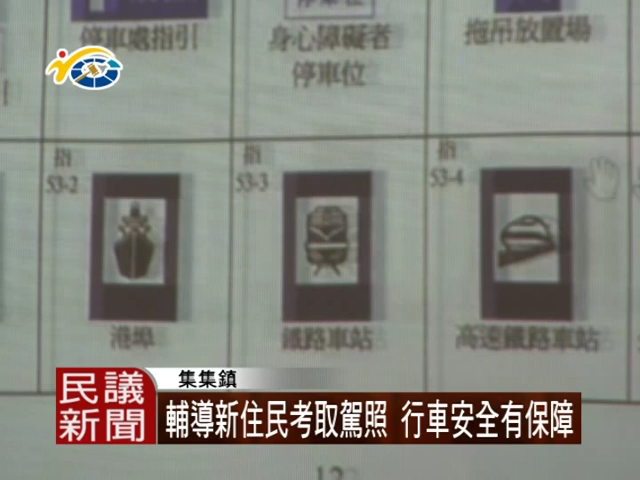 停車處指引
身心障礙者
停車位
拖吊放置場
指
53-2
指
53-3
指
53-4
港埠
鐵路車站
高速鐵路車站
集集鎮
民議
新聞
輔導新住民考取駕照 行車安全有保障
12